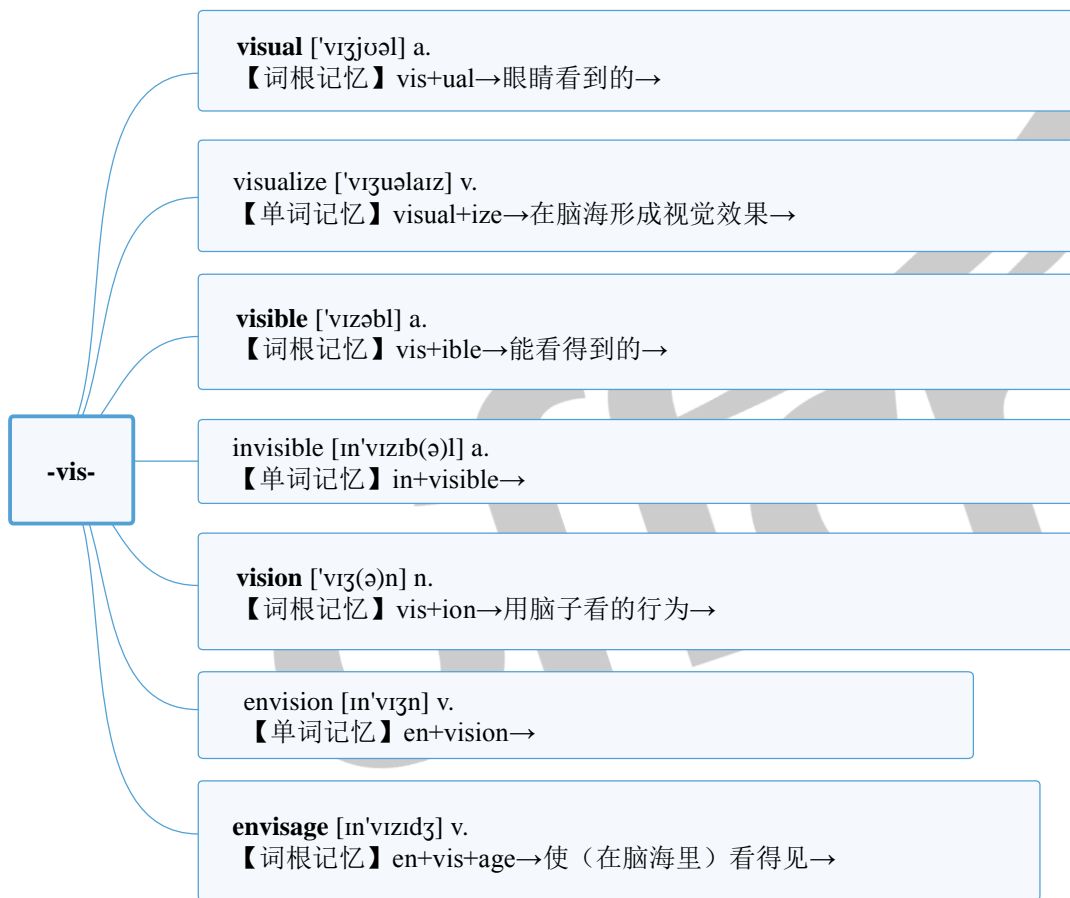 visual ['vɪʒjʊəl] a.
【词根记忆】vis+ual→眼睛看到的→
visualize ['vɪʒuəlaɪz] v.
【单词记忆】visual+ize→在脑海形成视觉效果→
visible ['vɪzəbl] a.
【词根记忆】vis+ible→能看得到的→
-vis-
invisible [ɪn'vɪzɪb(ə)l] a.
【单词记忆】in+visible→
vision ['vɪʒ(ə)n] n.
【词根记忆】vis+ion→用脑子看的行为→
envision [ɪn'vɪʒn] v.
【单词记忆】en+vision→
envisage [ɪn'vɪzɪdʒ] v.
【词根记忆】en+vis+age→使（在脑海里）看得见→